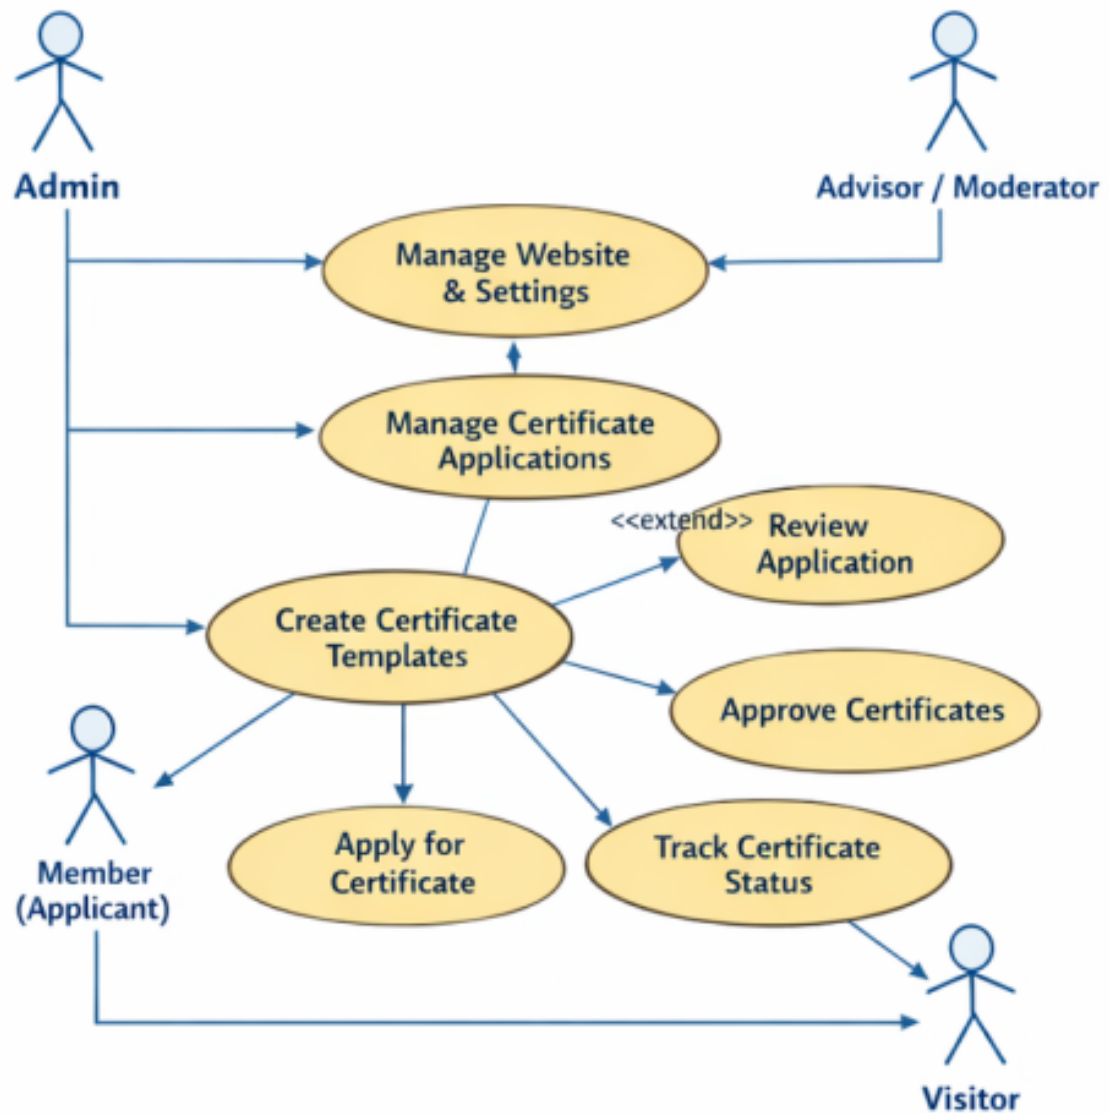 Admin
Advisor / Moderator
Manage Website
& Settings
Manage Certificate
Applications
<<extend>>
Review
Application
Create Certificate
Templates
Approve Certificates
Member
(Applicant)
Apply for
Certificate
Track Certificate
Status
Visitor